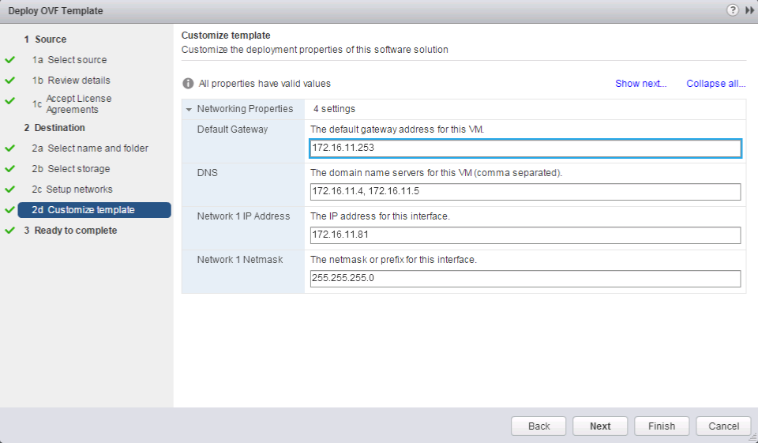 Deploy OVF Template
?
1 Source
1a Select source
1b Review details
1c Accept License
Agreements
2 Destination
2a Select name and folder
2b Select storage
2c Setup networks
2d Customize template
3 Ready to complete
Customize template
Customize the deployment properties of this software solution
All properties have valid values
Show next...
Collapse all...
Networking Properties
4 settings
Default Gateway
The default gateway address for this VM.
172.16.11.253
DNS
The domain name servers for this VM (comma separated).
172.16.11.4, 172.16.11.5
Network 1 IP Address
The IP address for this interface.
172.16.11.81
Network 1 Netmask
The netmask or prefix for this interface.
255.255.255.0
Back
Next
Finish
Cancel